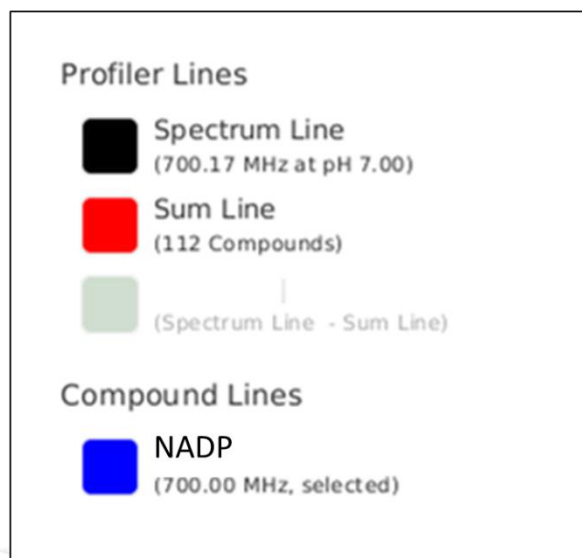 Profiler Lines
Spectrum Line
(700.17 MHz at pH 7.00)
Sum Line
(112 Compounds)
(Spectrum Line - Sum Line)
Compound Lines
NADP
(700.00 MHz, selected)